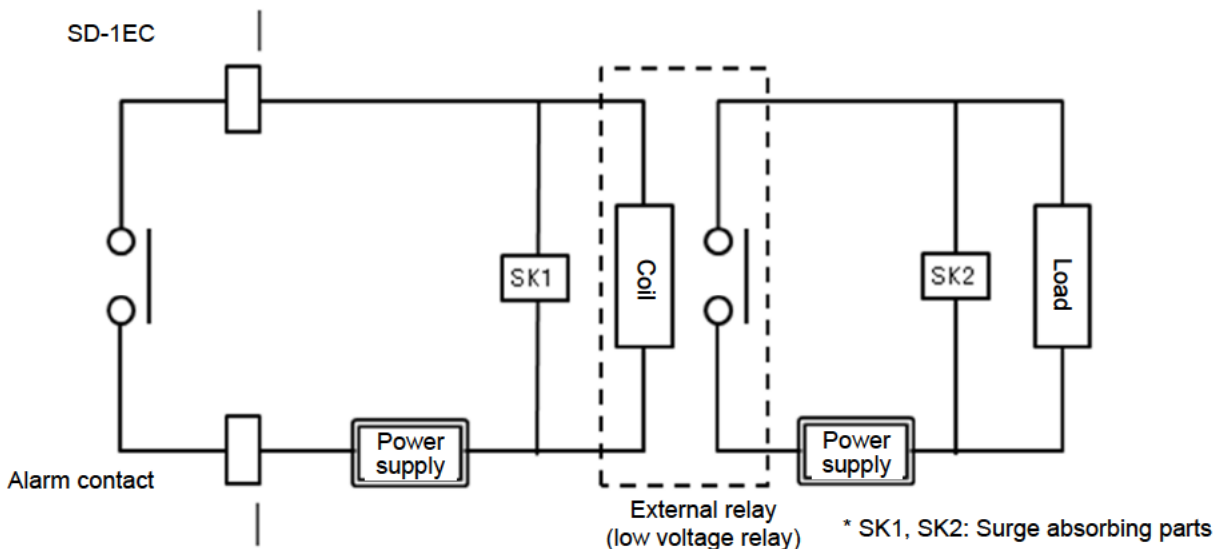 SD-1EC
SK1
Coil
SK2
Load
Power
supply
Power
supply
Alarm contact
External relay
(low voltage relay)
* SK1, SK2: Surge absorbing parts